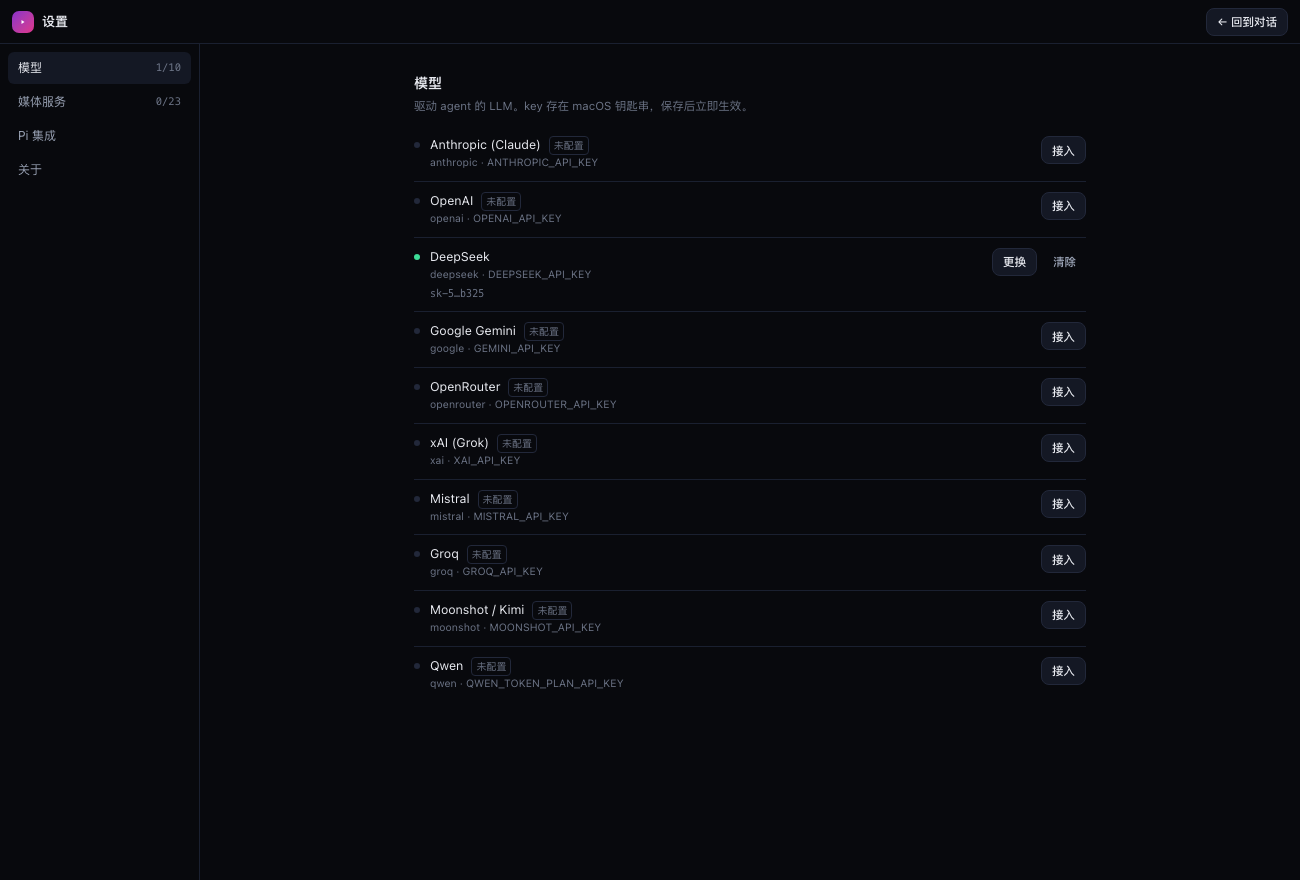 设置
← 回到对话
模型 1/10
媒体服务 0/23
Pi 集成
关于
模型
驱动 agent 的 LLM。key 存在 macOS 钥匙串，保存后立即生效。
Anthropic (Claude) 未配置
接入
anthropic · ANTHROPIC_API_KEY
OpenAI 未配置
接入
openai · OPENAI_API_KEY
DeepSeek
更换 清除
deepseek · DEEPSEEK_API_KEY
sk-5…b325
Google Gemini 未配置
接入
google · GEMINI_API_KEY
OpenRouter 未配置
接入
openrouter · OPENROUTER_API_KEY
xAI (Grok) 未配置
接入
xai · XAI_API_KEY
Mistral 未配置
接入
mistral · MISTRAL_API_KEY
Groq 未配置
接入
groq · GROQ_API_KEY
Moonshot / Kimi 未配置
接入
moonshot · MOONSHOT_API_KEY
Qwen 未配置
接入
qwen · QWEN_TOKEN_PLAN_API_KEY